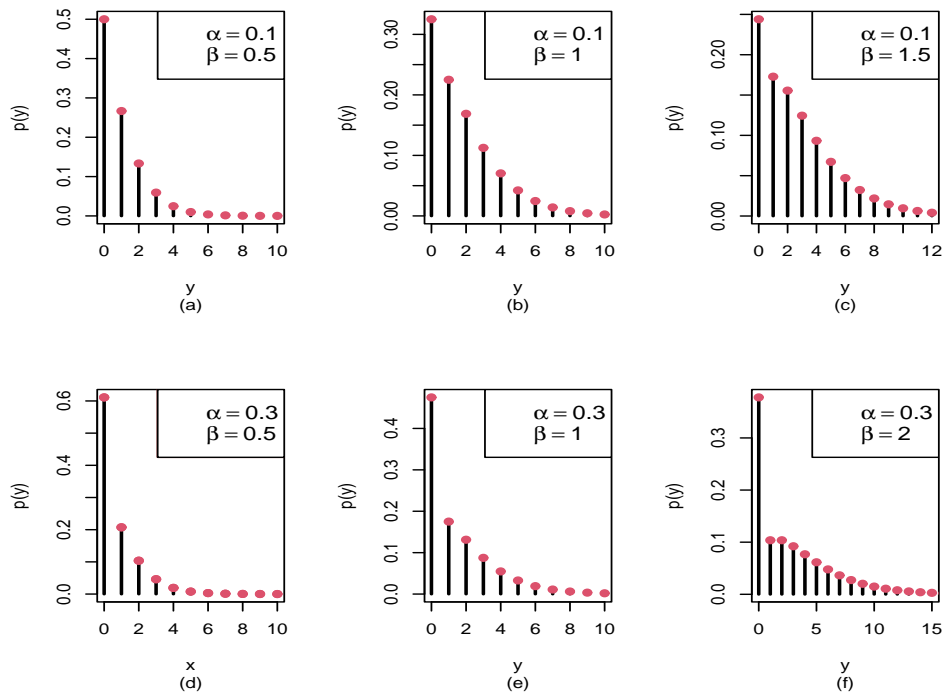 α = 0.1
β = 0.5
p(y)
0.0 0.1 0.2 0.3 0.4 0.5
0 2 4 6 8 10
y
(a)
α = 0.1
β = 1
p(y)
0.00 0.10 0.20 0.30
0 2 4 6 8 10
y
(b)
α = 0.1
β = 1.5
p(y)
0.00 0.10 0.20
0 2 4 6 8 12
y
(c)
α = 0.3
β = 0.5
p(y)
0.0 0.2 0.4 0.6
0 2 4 6 8 10
x
(d)
α = 0.3
β = 1
p(y)
0.0 0.1 0.2 0.3 0.4
0 2 4 6 8 10
y
(e)
α = 0.3
β = 2
p(y)
0.0 0.1 0.2 0.3
0 5 10 15
y
(f)